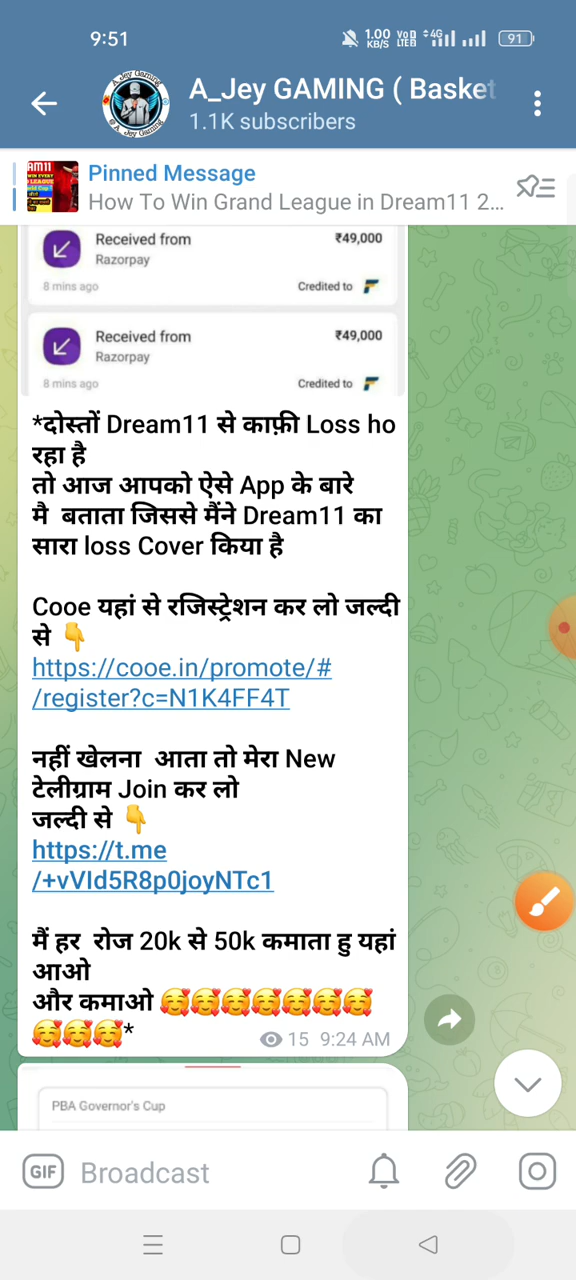 9:51
1.00 KB/S
VoD LTE
4G
91
A_Jey GAMING ( Basket
1.1K subscribers
Pinned Message
How To Win Grand League in Dream11 2...
Received from
₹49,000
Razorpay
8 mins ago
Credited to
Received from
₹49,000
Razorpay
8 mins ago
Credited to
*दोस्तों Dream11 से काफ़ी Loss ho
रहा है
तो आज आपको ऐसे App के बारे
मै बताता जिससे मैंने Dream11 का
सारा loss Cover किया है
Cooe यहां से रजिस्ट्रेशन कर लो जल्दी
से 👇
https://cooe.in/promote/#
/register?c=N1K4FF4T
नहीं खेलना आता तो मेरा New
टेलीग्राम Join कर लो
जल्दी से 👇
https://t.me
/+vVId5R8p0joyNTc1
मैं हर रोज 20k से 50k कमाता हु यहां
आओ
और कमाओ 🥰🥰🥰🥰🥰🥰🥰
🥰🥰🥰*
15 9:24 AM
PBA Governor's Cup
GIF Broadcast